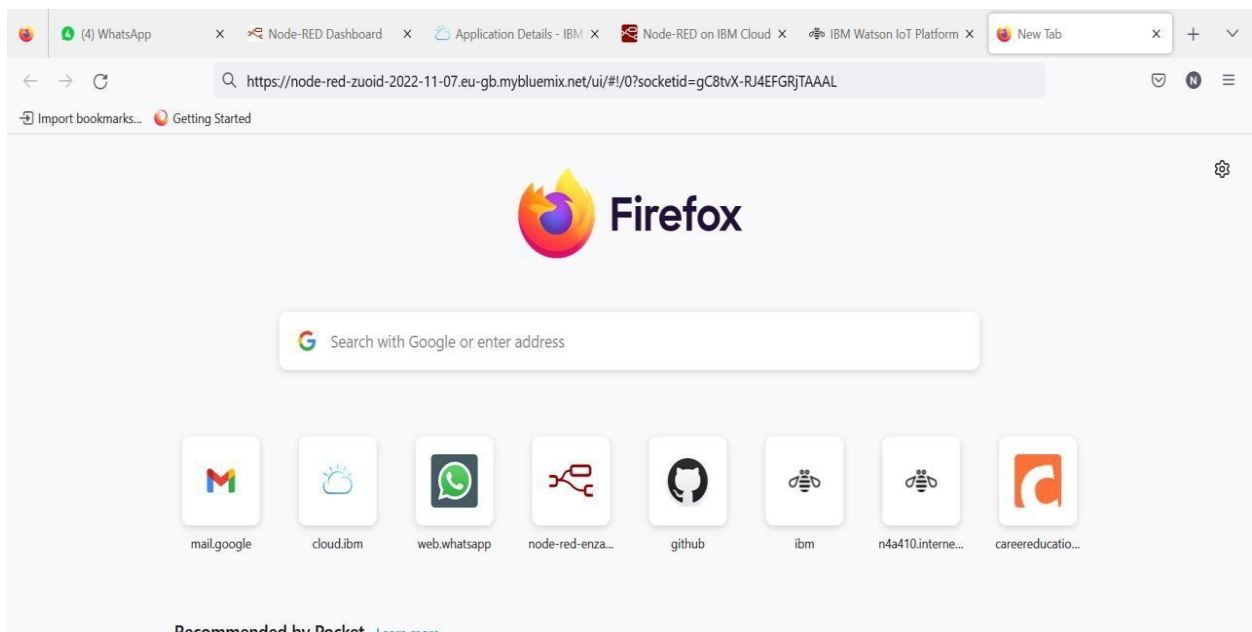 (4) WhatsApp Node-RED Dashboard Application Details - IBM Node-RED on IBM Cloud IBM Watson IoT Platform New Tab
https://node-red-zuoid-2022-11-07.eu-gb.mybluemix.net/ui/#!/0?socketid=gC8tvX-RJ4EFGRjTAAAL
N
Import bookmarks... Getting Started
Firefox
Search with Google or enter address
mail.google cloud.ibm web.whatsapp node-red-enza... github ibm n4a410.interne... careereducatio...
Recommended by Pocket Learn more